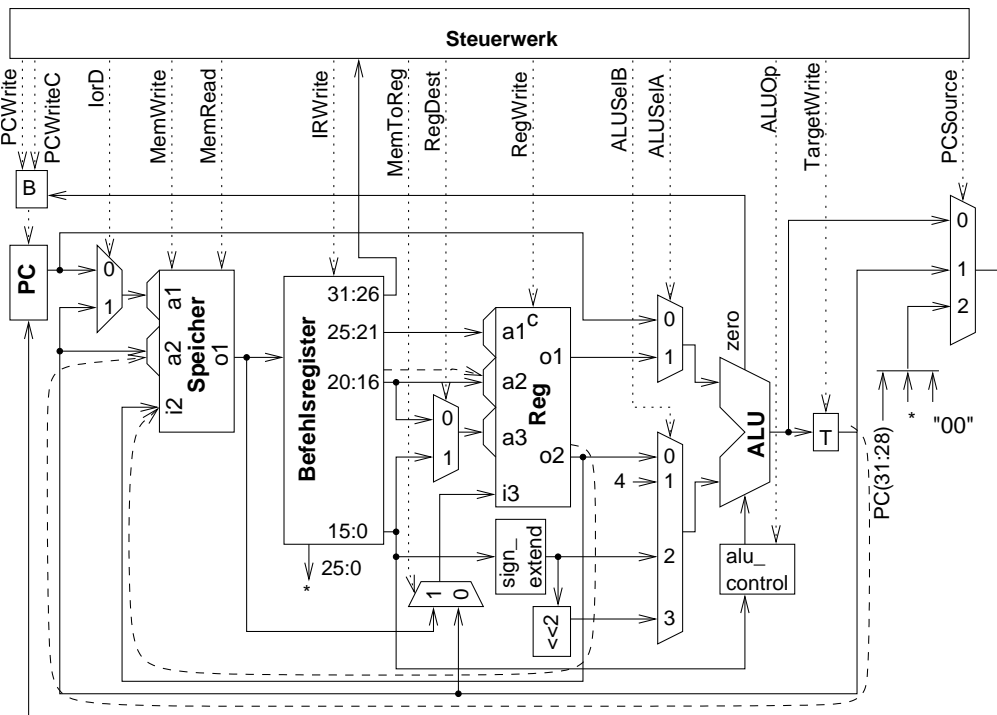 Steuerwerk
PCWrite
PCWriteC
IorD
MemWrite
MemRead
IRWrite
MemToReg
RegDest
RegWrite
ALUSelB
ALUSelA
ALUOp
TargetWrite
PCSource
B
PC
0
1
a1
a2
i2
Speicher
o1
Befehlsregister
31:26
25:21
20:16
15:0
25:0
*
0
1
a1
c
a2
a3
i3
Reg
o1
o2
1
0
sign_
extend
<<2
0
1
4
0
1
2
3
zero
ALU
alu_
control
T
0
1
2
PC(31:28)
*
"00"